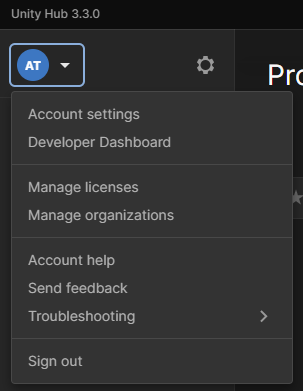 Unity Hub 3.3.0
AT
Account settings
Developer Dashboard
Manage licenses
Manage organizations
Account help
Send feedback
Troubleshooting
Sign out